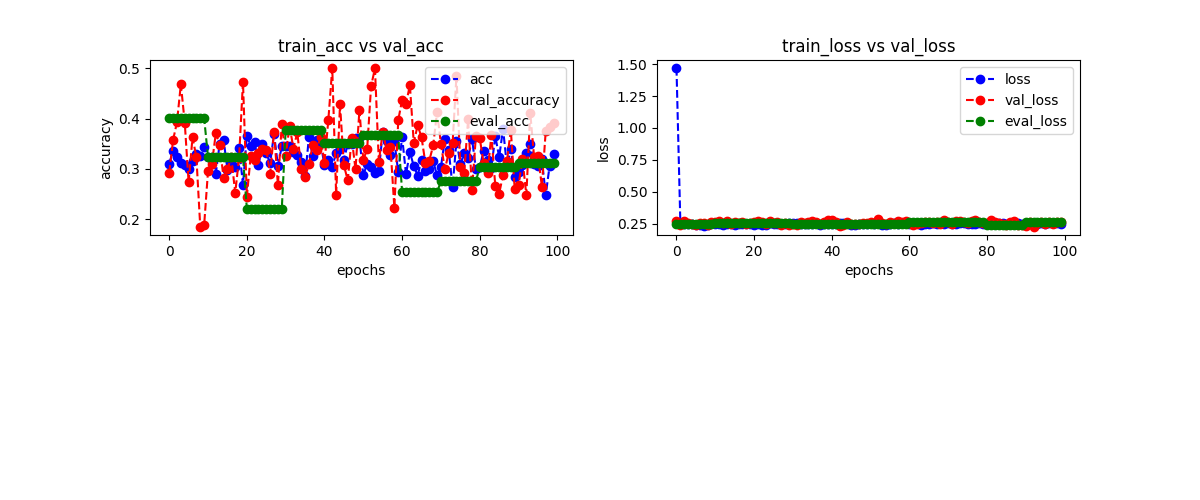 train_acc vs val_acc
0.5
0.4
0.3
0.2
accuracy
0
20
40
60
80
100
epochs
acc
val_accuracy
eval_acc
train_loss vs val_loss
1.50
1.25
1.00
0.75
0.50
0.25
loss
0
20
40
60
80
100
epochs
loss
val_loss
eval_loss